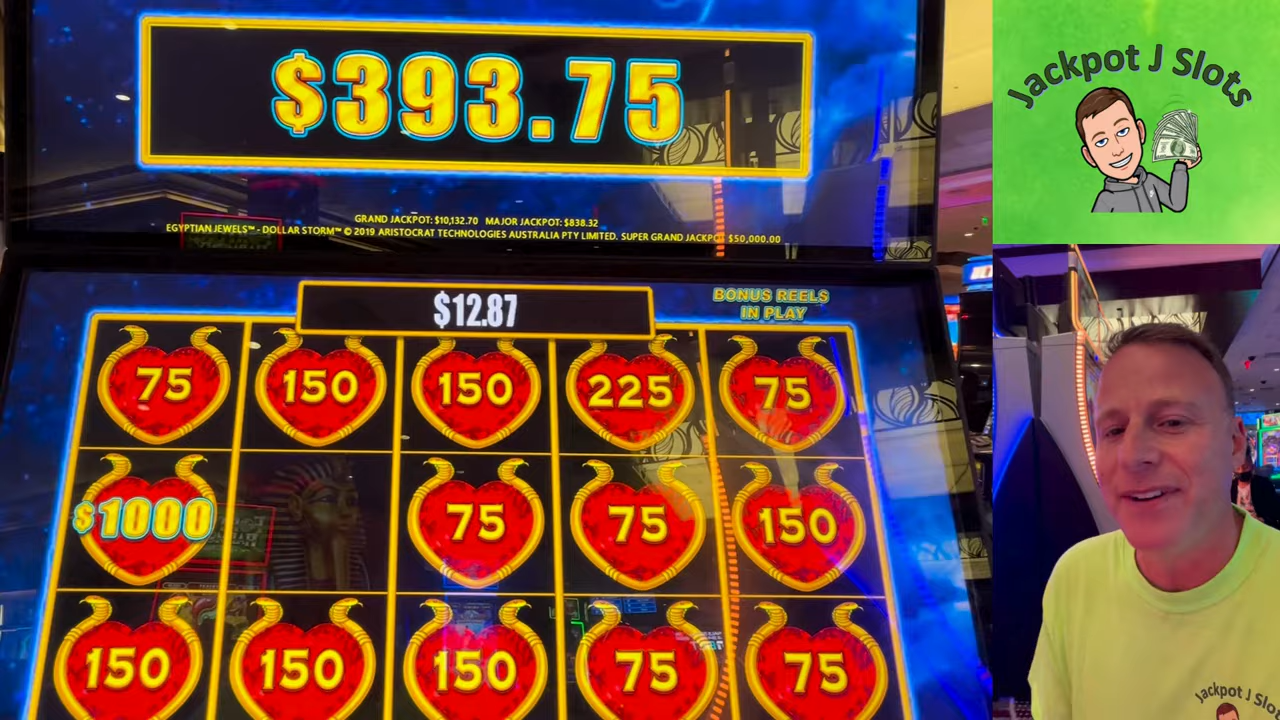 $393.75
GRAND JACKPOT: $10,132.70 MAJOR JACKPOT: $838.32
EGYPTIAN JEWELS™ - DOLLAR STORM™ © 2019 ARISTOCRAT TECHNOLOGIES AUSTRALIA PTY LIMITED. SUPER GRAND JACKPOT $50,000.00
$12.87
BONUS REELS
IN PLAY
75 150 150 225 75
$1000 75 75 150
150 150 150 75 75
Jackpot J Slots
Jackpot J Slo